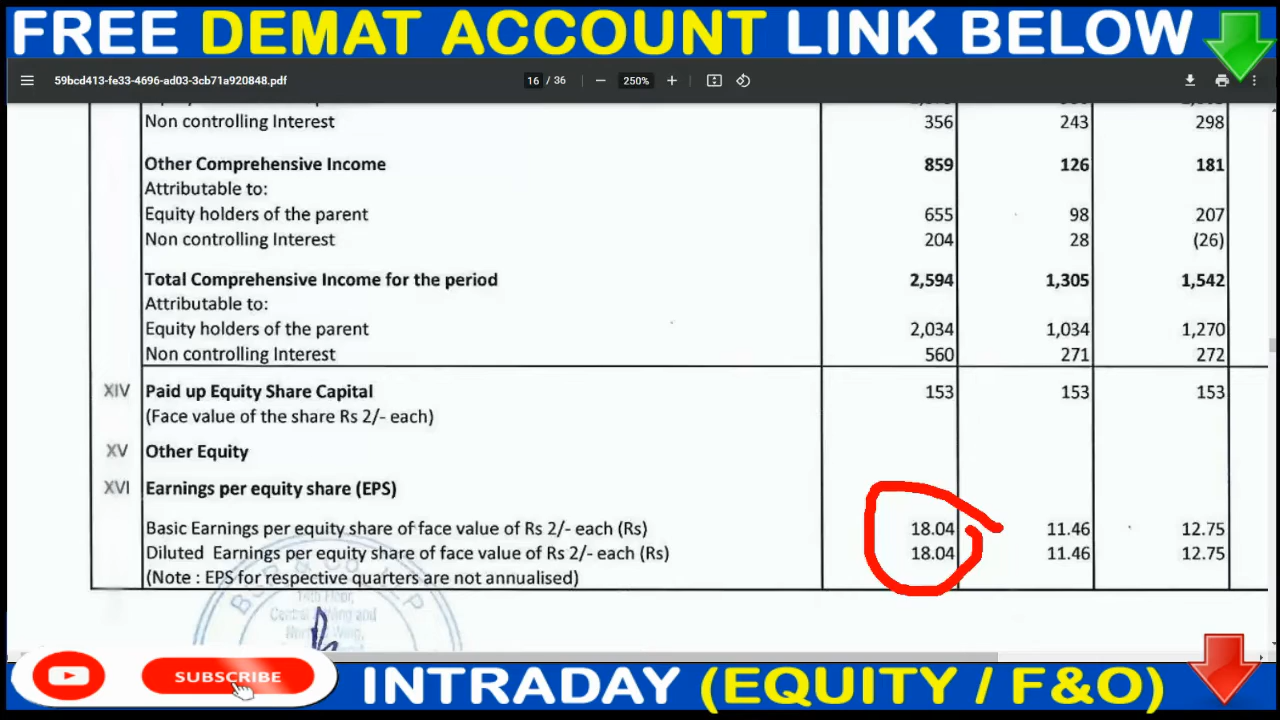 FREE DEMAT ACCOUNT LINK BELOW
59bcd413-fe33-4696-ad03-3cb71a920848.pdf 16 / 36 250%
Non controlling Interest 356 243 298
Other Comprehensive Income 859 126 181
Attributable to:
Equity holders of the parent 655 98 207
Non controlling Interest 204 28 (26)
Total Comprehensive Income for the period 2,594 1,305 1,542
Attributable to:
Equity holders of the parent 2,034 1,034 1,270
Non controlling Interest 560 271 272
XIV Paid up Equity Share Capital 153 153 153
(Face value of the share Rs 2/- each)
XV Other Equity
XVI Earnings per equity share (EPS)
Basic Earnings per equity share of face value of Rs 2/- each (Rs) 18.04 11.46 12.75
Diluted Earnings per equity share of face value of Rs 2/- each (Rs) 18.04 11.46 12.75
(Note : EPS for respective quarters are not annualised)
14th Floor,
SUBSCRIBE
INTRADAY (EQUITY / F&O)